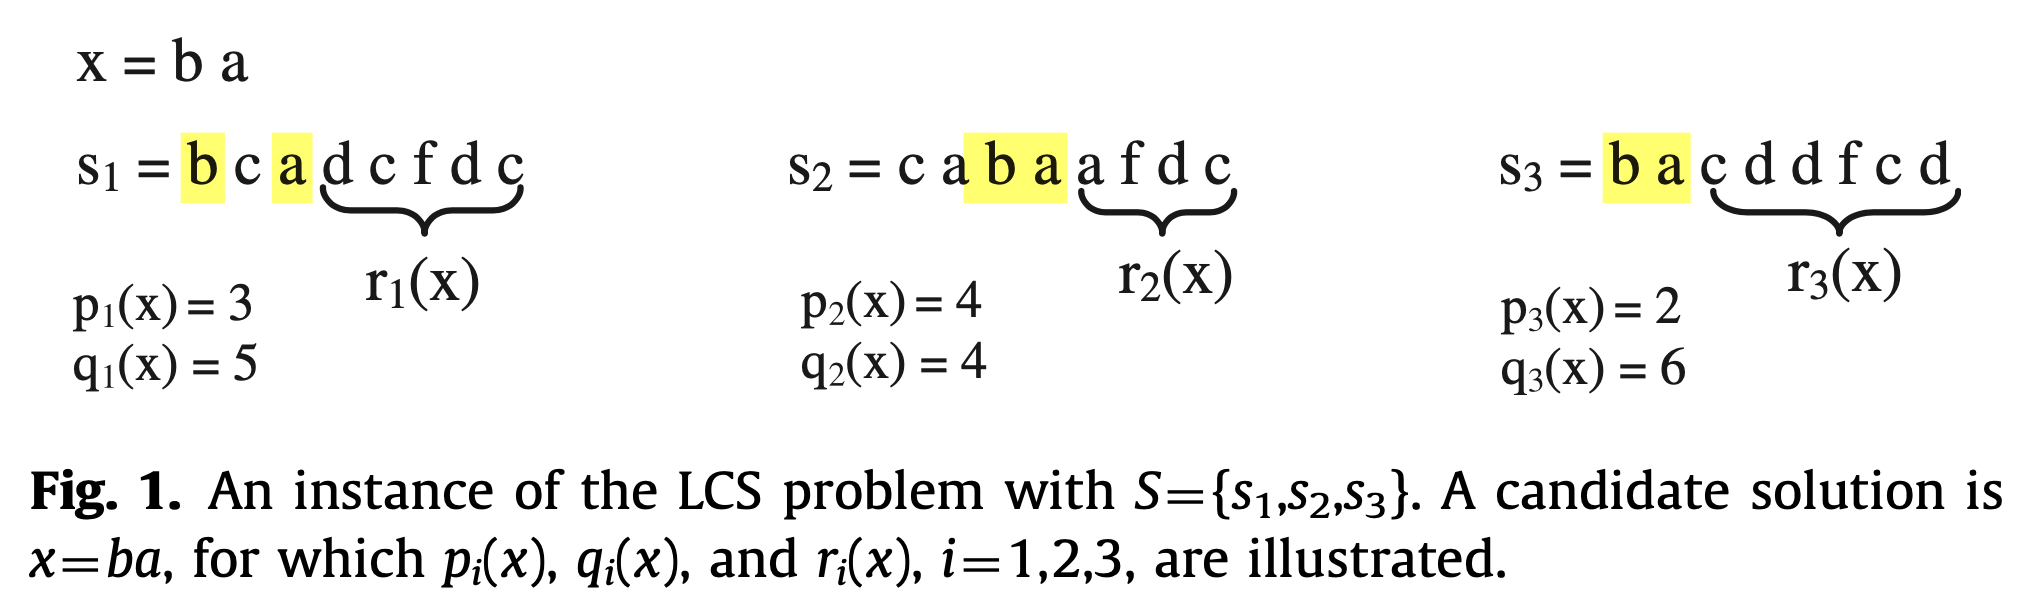 x = b a
s₁ = b c a d c f d c    s₂ = c a b a a f d c    s₃ = b a c d d f c d
r₁(x)    r₂(x)    r₃(x)
p₁(x) = 3    p₂(x) = 4    p₃(x) = 2
q₁(x) = 5    q₂(x) = 4    q₃(x) = 6
Fig. 1. An instance of the LCS problem with S={s₁,s₂,s₃}. A candidate solution is
x=ba, for which pᵢ(x), qᵢ(x), and rᵢ(x), i=1,2,3, are illustrated.